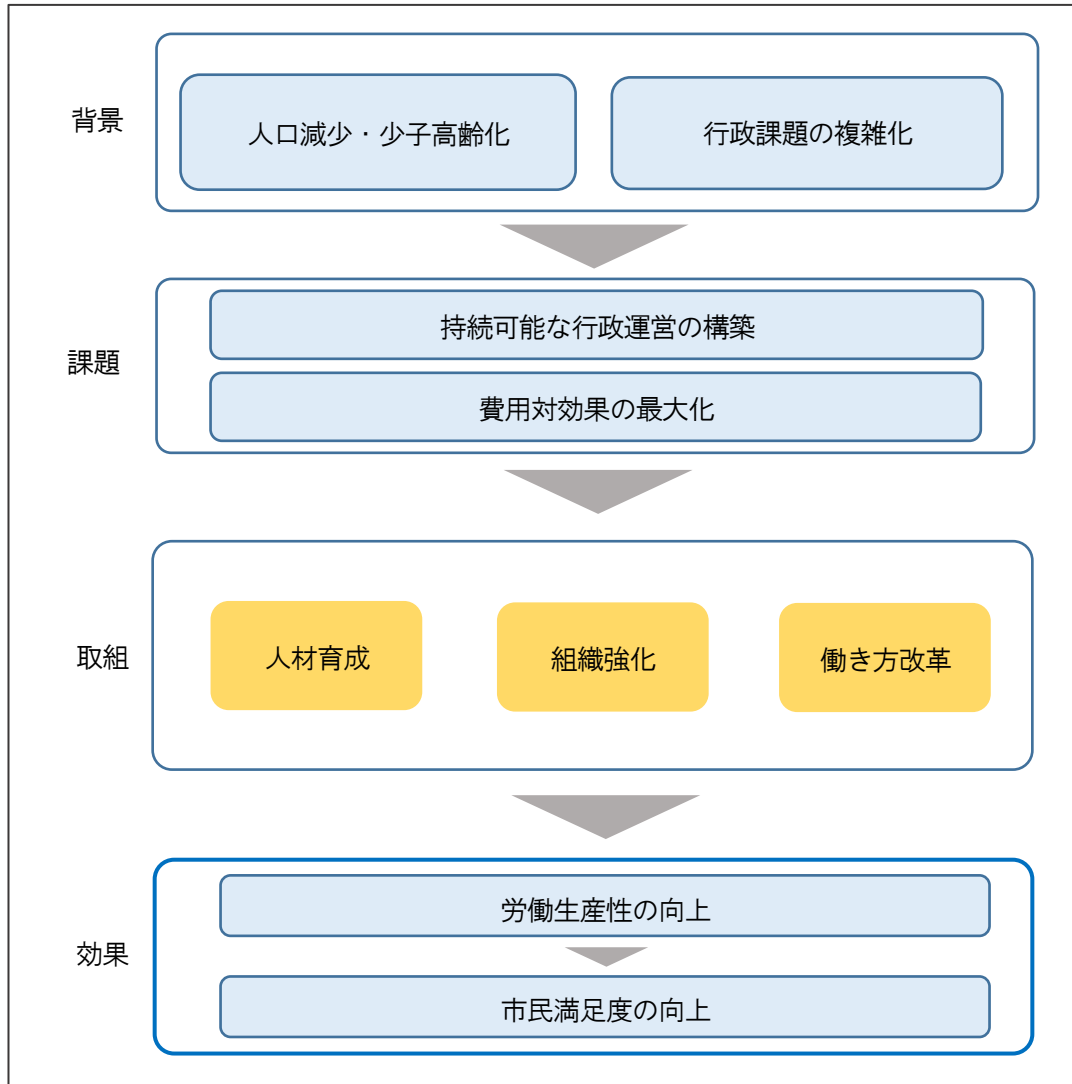 背景
人口減少・少子高齢化
行政課題の複雑化
課題
持続可能な行政運営の構築
費用対効果の最大化
取組
人材育成
組織強化
働き方改革
効果
労働生産性の向上
市民満足度の向上